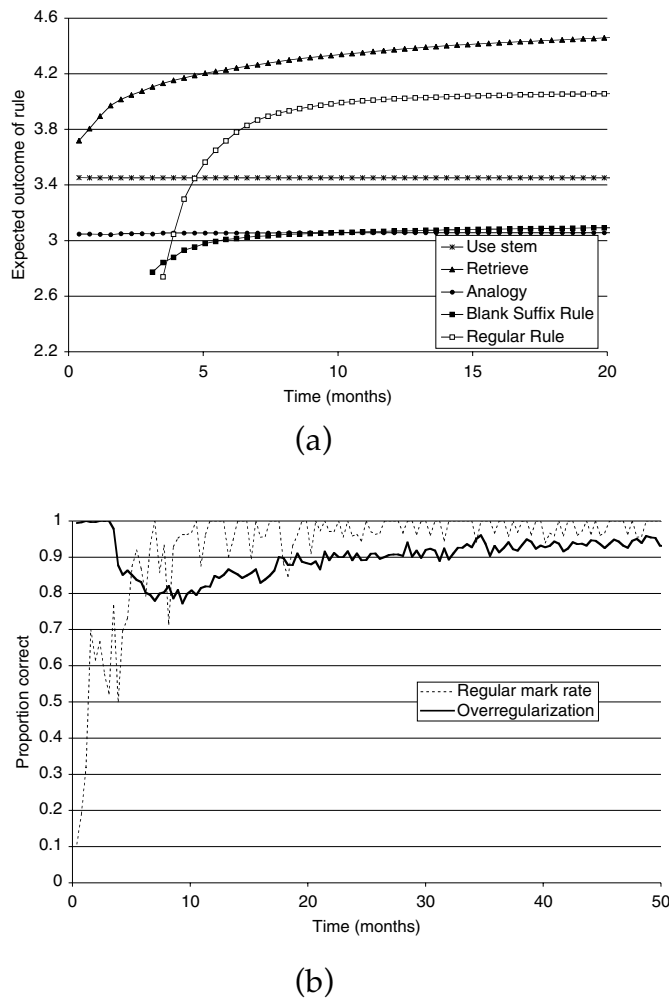 4.6
4.2
3.8
3.4
3
2.6
2.2
Expected outcome of rule
Use stem
Retrieve
Analogy
Blank Suffix Rule
Regular Rule
0 5 10 15 20
Time (months)
(a)
1
0.9
0.8
0.7
0.6
0.5
0.4
0.3
0.2
0.1
0
Proportion correct
Regular mark rate
Overregularization
0 10 20 30 40 50
Time (months)
(b)